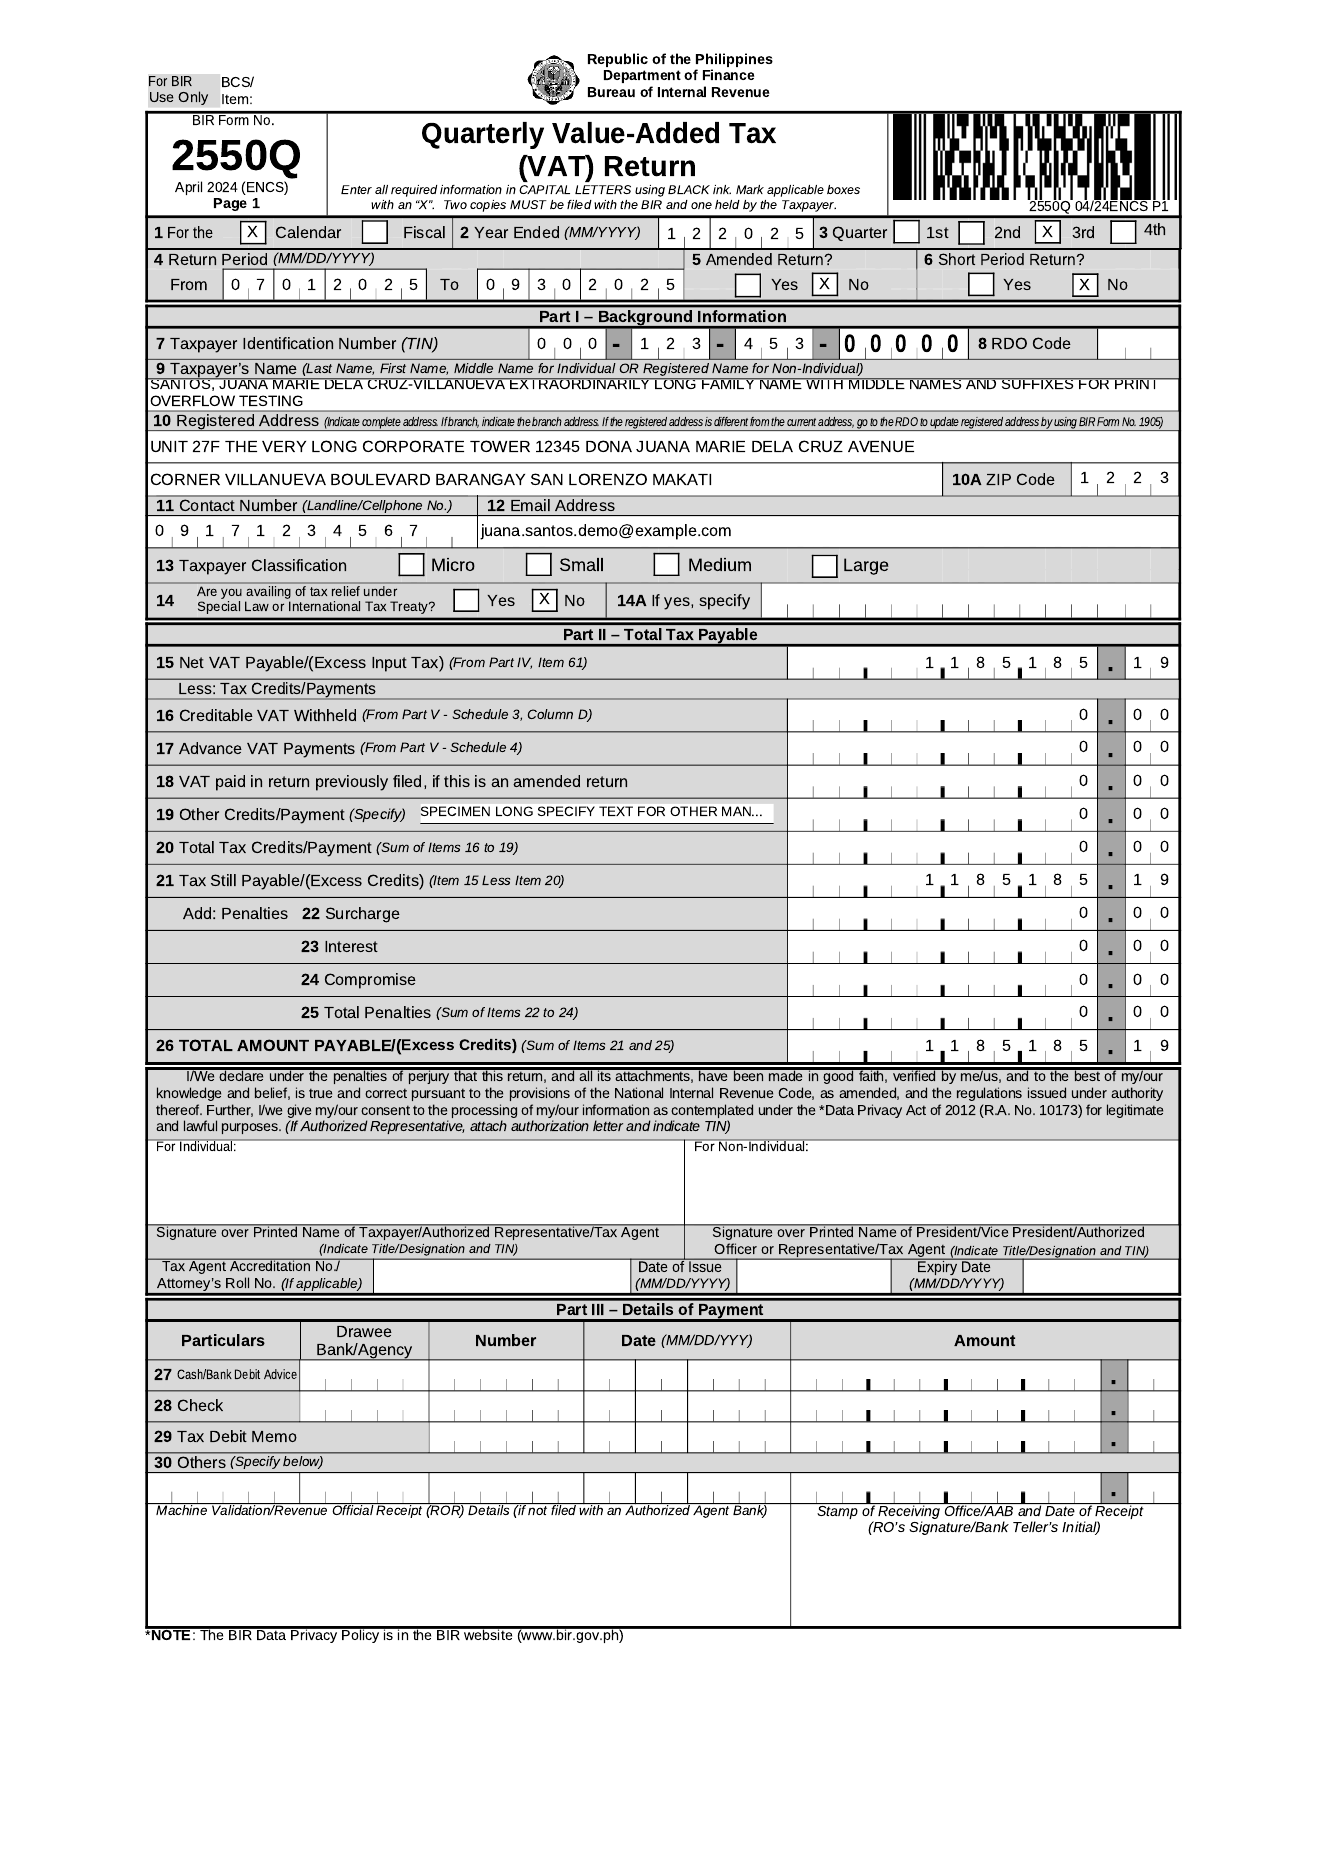 Republic of the Philippines
Department of Finance
Bureau of Internal Revenue
For BIR Use Only BCS/ Item:
BIR Form No.
2550Q
April 2024 (ENCS)
Page 1
Quarterly Value-Added Tax
(VAT) Return
Enter all required information in CAPITAL LETTERS using BLACK ink. Mark applicable boxes
with an “X”. Two copies MUST be filed with the BIR and one held by the Taxpayer.
2550Q 04/24ENCS P1
1 For the X Calendar Fiscal 2 Year Ended (MM/YYYY) 1 2 2 0 2 5 3 Quarter 1st 2nd X 3rd 4th
4 Return Period (MM/DD/YYYY) 5 Amended Return? 6 Short Period Return?
From 0 7 0 1 2 0 2 5 To 0 9 3 0 2 0 2 5 Yes X No Yes X No
Part I – Background Information
7 Taxpayer Identification Number (TIN) 0 0 0 - 1 2 3 - 4 5 3 - 0 0 0 0 0 8 RDO Code
9 Taxpayer’s Name (Last Name, First Name, Middle Name for Individual OR Registered Name for Non-Individual)
SANTOS, JUANA MARIE DELA CRUZ-VILLANUEVA EXTRAORDINARILY LONG FAMILY NAME WITH MIDDLE NAMES AND SUFFIXES FOR PRINT
OVERFLOW TESTING
10 Registered Address (Indicate complete address. If branch, indicate the branch address. If the registered address is different from the current address, go to the RDO to update registered address by using BIR Form No. 1905)
UNIT 27F THE VERY LONG CORPORATE TOWER 12345 DONA JUANA MARIE DELA CRUZ AVENUE
CORNER VILLANUEVA BOULEVARD BARANGAY SAN LORENZO MAKATI 10A ZIP Code 1 2 2 3
11 Contact Number (Landline/Cellphone No.) 12 Email Address
0 9 1 7 1 2 3 4 5 6 7 juana.santos.demo@example.com
13 Taxpayer Classification Micro Small Medium Large
14 Are you availing of tax relief under
Special Law or International Tax Treaty? Yes X No 14A If yes, specify
Part II – Total Tax Payable
15 Net VAT Payable/(Excess Input Tax) (From Part IV, Item 61) 1 1 8 5 1 8 5 . 1 9
Less: Tax Credits/Payments
16 Creditable VAT Withheld (From Part V - Schedule 3, Column D) 0 . 0 0
17 Advance VAT Payments (From Part V - Schedule 4) 0 . 0 0
18 VAT paid in return previously filed, if this is an amended return 0 . 0 0
19 Other Credits/Payment (Specify) SPECIMEN LONG SPECIFY TEXT FOR OTHER MAN... 0 . 0 0
20 Total Tax Credits/Payment (Sum of Items 16 to 19) 0 . 0 0
21 Tax Still Payable/(Excess Credits) (Item 15 Less Item 20) 1 1 8 5 1 8 5 . 1 9
Add: Penalties 22 Surcharge 0 . 0 0
23 Interest 0 . 0 0
24 Compromise 0 . 0 0
25 Total Penalties (Sum of Items 22 to 24) 0 . 0 0
26 TOTAL AMOUNT PAYABLE/(Excess Credits) (Sum of Items 21 and 25) 1 1 8 5 1 8 5 . 1 9
I/We declare under the penalties of perjury that this return, and all its attachments, have been made in good faith, verified by me/us, and to the best of my/our
knowledge and belief, is true and correct pursuant to the provisions of the National Internal Revenue Code, as amended, and the regulations issued under authority
thereof. Further, I/we give my/our consent to the processing of my/our information as contemplated under the *Data Privacy Act of 2012 (R.A. No. 10173) for legitimate
and lawful purposes. (If Authorized Representative, attach authorization letter and indicate TIN)
For Individual: For Non-Individual:
Signature over Printed Name of Taxpayer/Authorized Representative/Tax Agent
(Indicate Title/Designation and TIN)
Signature over Printed Name of President/Vice President/Authorized
Officer or Representative/Tax Agent (Indicate Title/Designation and TIN)
Tax Agent Accreditation No./
Attorney’s Roll No. (If applicable)
Date of Issue
(MM/DD/YYYY)
Expiry Date
(MM/DD/YYYY)
Part III – Details of Payment
Particulars Drawee Bank/Agency Number Date (MM/DD/YYY) Amount
27 Cash/Bank Debit Advice .
28 Check .
29 Tax Debit Memo .
30 Others (Specify below)
.
Machine Validation/Revenue Official Receipt (ROR) Details (if not filed with an Authorized Agent Bank)
Stamp of Receiving Office/AAB and Date of Receipt
(RO’s Signature/Bank Teller’s Initial)
*NOTE: The BIR Data Privacy Policy is in the BIR website (www.bir.gov.ph)